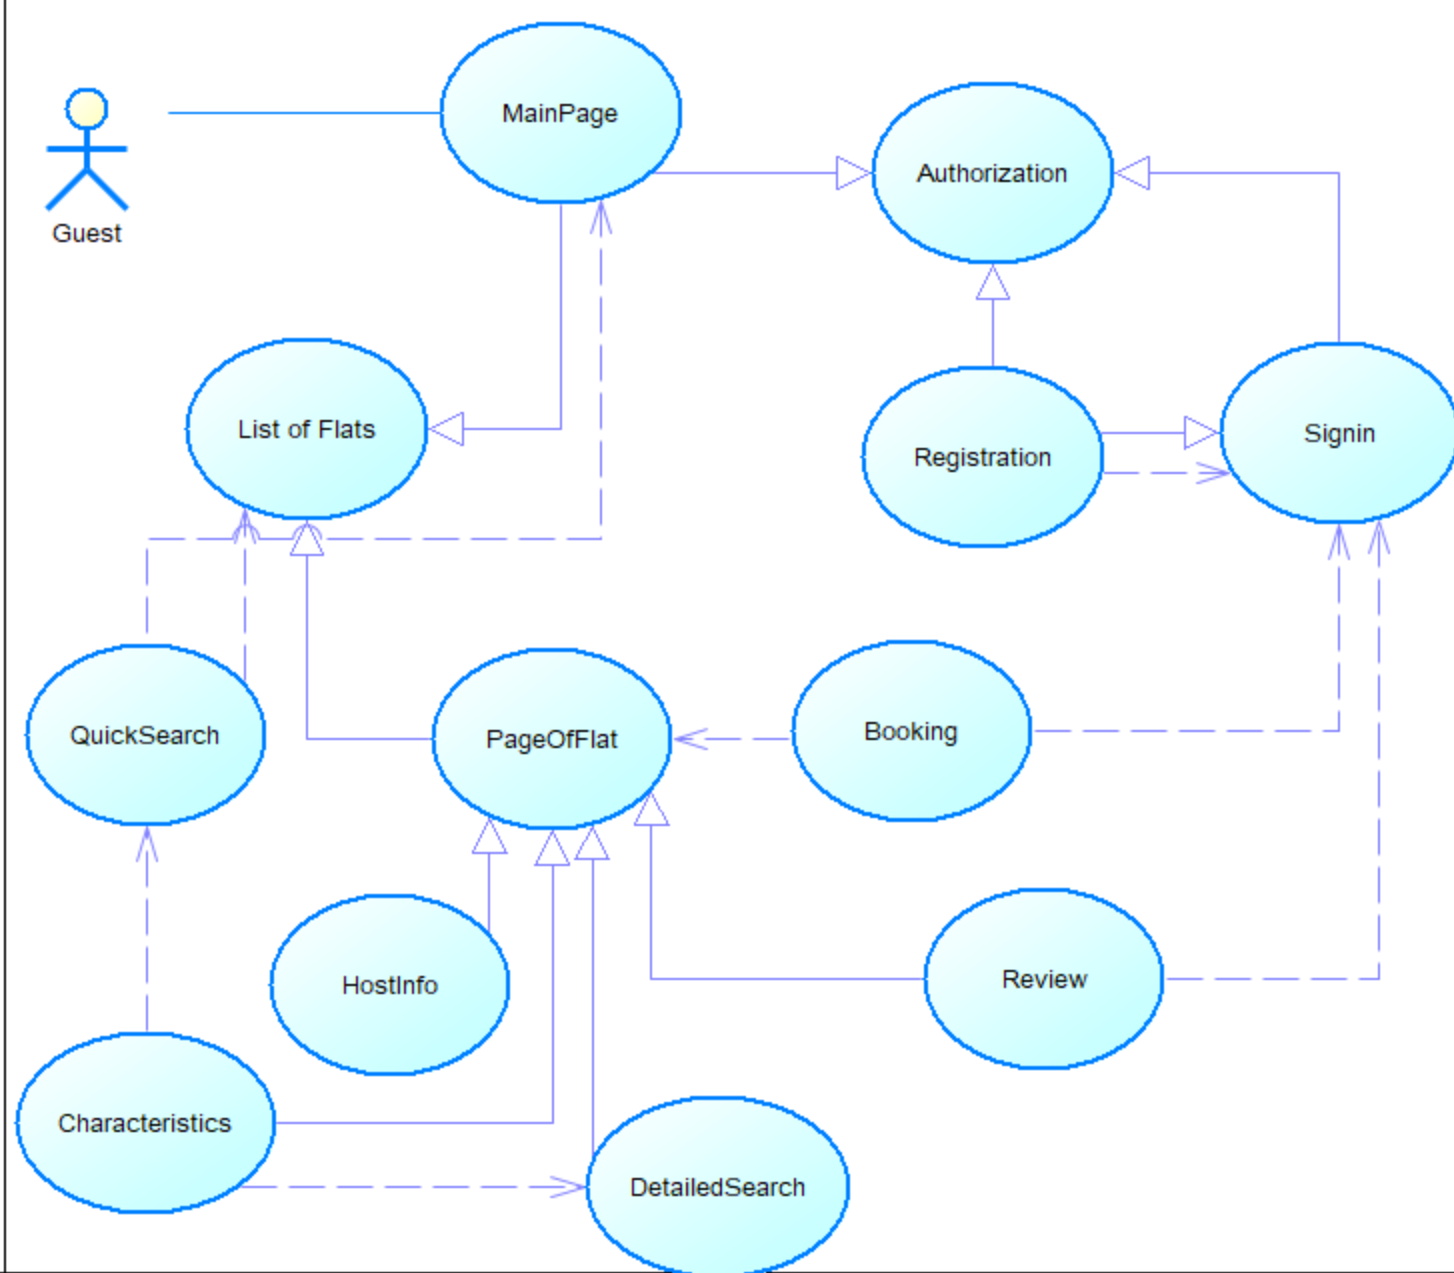 MainPage
Authorization
Guest
List of Flats
Signin
Registration
Booking
QuickSearch
PageOfFlat
Review
HostInfo
Characteristics
DetailedSearch